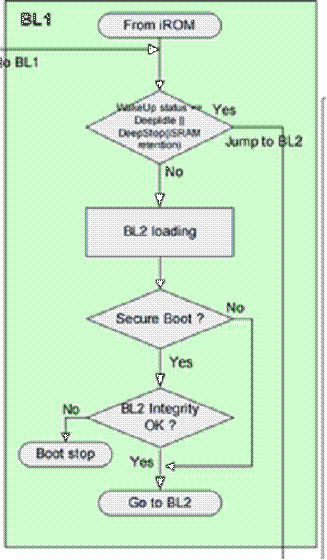 BL1
From iROM
to BL1
WakeUp status ==
DeepIdle ||
DeepStop(SRAM
retention)
Yes
Jump to BL2
No
BL2 loading
Secure Boot ?
No
Yes
BL2 Integrity
OK ?
No
Boot stop
Yes
Go to BL2